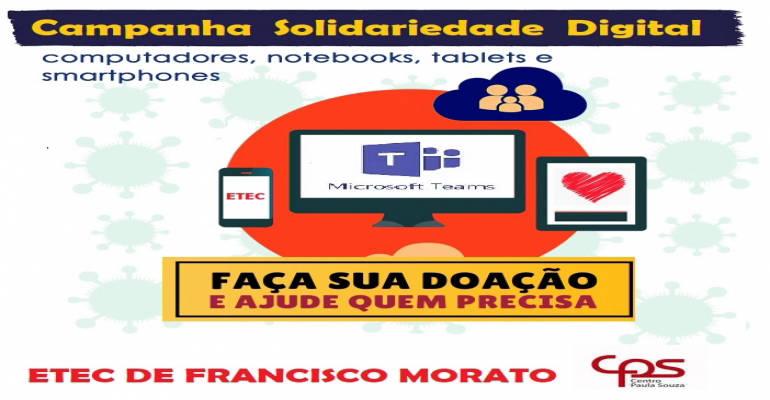 Campanha Solidariedade Digital
computadores, notebooks, tablets e
smartphones
T
Microsoft Teams
ETEC
FAÇA SUA DOAÇÃO
E AJUDE QUEM PRECISA
ETEC DE FRANCISCO MORATO
cps
Centro
Paula Souza